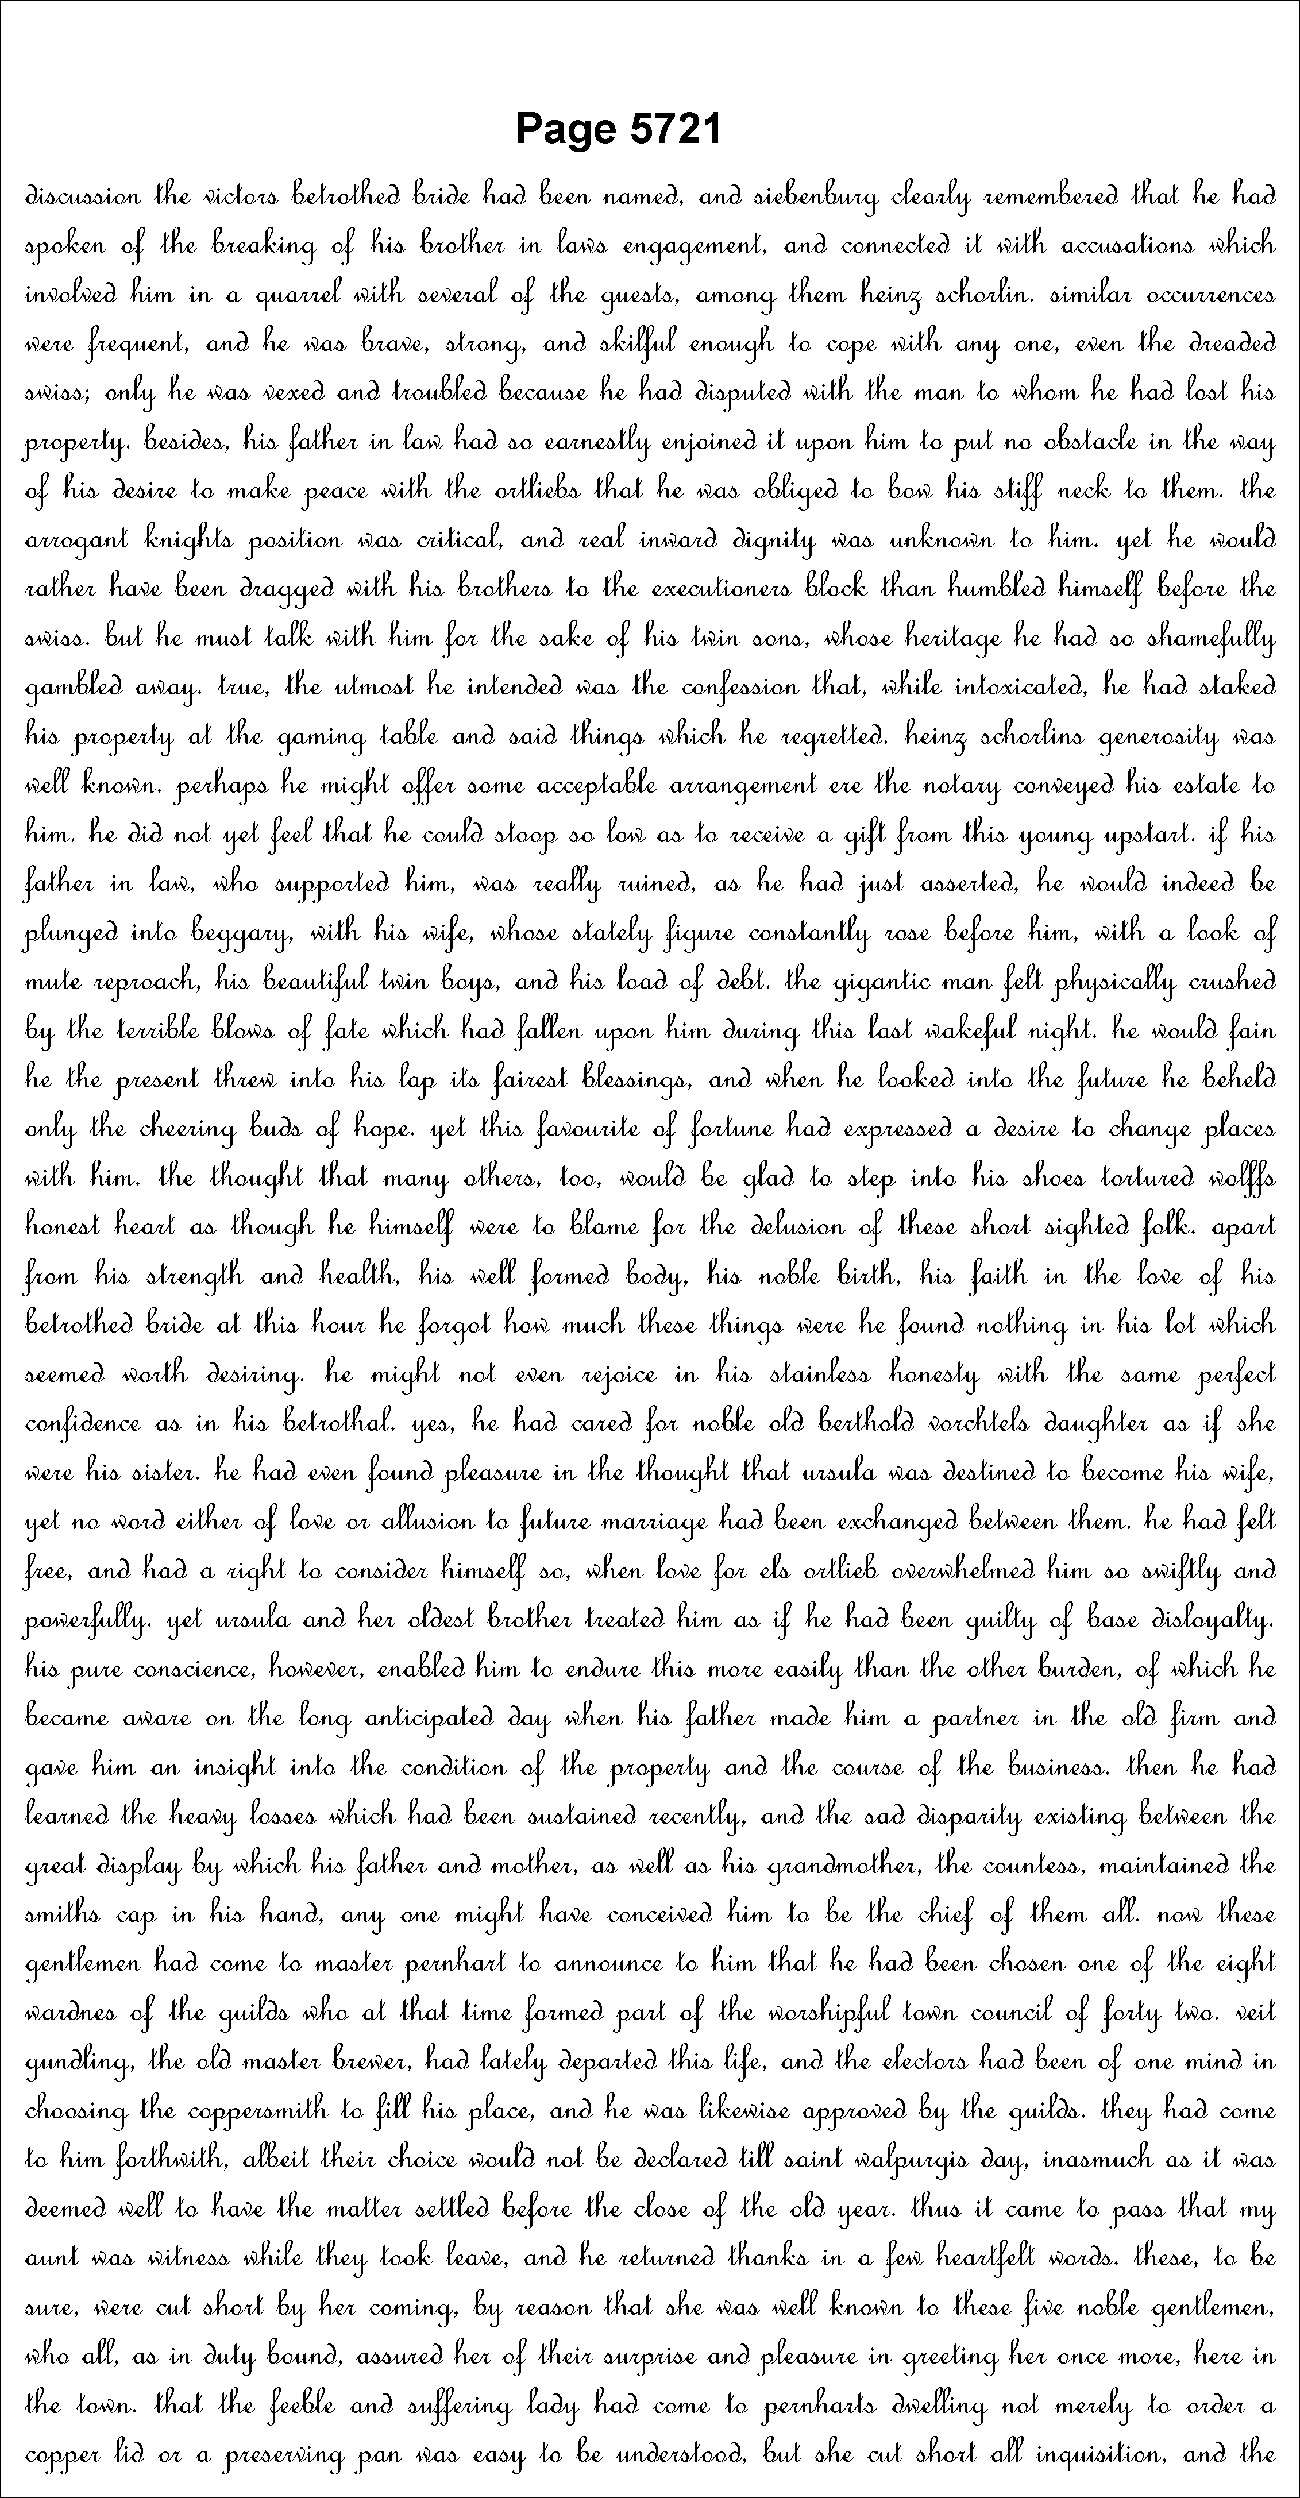 Page 5721
discussion the victors betrothed bride had been named, and siebenburg clearly remembered that he had
spoken of the breaking of his brother in laws engagement, and connected it with accusations which
involved him in a quarrel with several of the guests, among them heinz schorlin. similar occurrences
were frequent, and he was brave, strong, and skilful enough to cope with any one, even the dreaded
swiss; only he was vexed and troubled because he had disputed with the man to whom he had lost his
property. besides, his father in law had so earnestly enjoined it upon him to put no obstacle in the way
of his desire to make peace with the ortliebs that he was obliged to bow his stiff neck to them. the
arrogant knights position was critical, and real inward dignity was unknown to him. yet he would
rather have been dragged with his brothers to the executioners block than humbled himself before the
swiss. but he must talk with him for the sake of his twin sons, whose heritage he had so shamefully
gambled away. true, the utmost he intended was the confession that, while intoxicated, he had staked
his property at the gaming table and said things which he regretted. heinz schorlins generosity was
well known. perhaps he might offer some acceptable arrangement ere the notary conveyed his estate to
him. he did not yet feel that he could stoop so low as to receive a gift from this young upstart. if his
father in law, who supported him, was really ruined, as he had just asserted, he would indeed be
plunged into beggary, with his wife, whose stately figure constantly rose before him, with a look of
mute reproach, his beautiful twin boys, and his load of debt. the gigantic man felt physically crushed
by the terrible blows of fate which had fallen upon him during this last wakeful night. he would fain
he the present threw into his lap its fairest blessings, and when he looked into the future he beheld
only the cheering buds of hope. yet this favourite of fortune had expressed a desire to change places
with him. the thought that many others, too, would be glad to step into his shoes tortured wolffs
honest heart as though he himself were to blame for the delusion of these short sighted folk. apart
from his strength and health, his well formed body, his noble birth, his faith in the love of his
betrothed bride at this hour he forgot how much these things were he found nothing in his lot which
seemed worth desiring. he might not even rejoice in his stainless honesty with the same perfect
confidence as in his betrothal. yes, he had cared for noble old berthold vorchtels daughter as if she
were his sister. he had even found pleasure in the thought that ursula was destined to become his wife,
yet no word either of love or allusion to future marriage had been exchanged between them. he had felt
free, and had a right to consider himself so, when love for els ortlieb overwhelmed him so swiftly and
powerfully. yet ursula and her oldest brother treated him as if he had been guilty of base disloyalty.
his pure conscience, however, enabled him to endure this more easily than the other burden, of which he
became aware on the long anticipated day when his father made him a partner in the old firm and
gave him an insight into the condition of the property and the course of the business. then he had
learned the heavy losses which had been sustained recently, and the sad disparity existing between the
great display by which his father and mother, as well as his grandmother, the countess, maintained the
smiths cap in his hand, any one might have conceived him to be the chief of them all. now these
gentlemen had come to master pernhart to announce to him that he had been chosen one of the eight
wardnes of the guilds who at that time formed part of the worshipful town council of forty two. veit
gundling, the old master brewer, had lately departed this life, and the electors had been of one mind in
choosing the coppersmith to fill his place, and he was likewise approved by the guilds. they had come
to him forthwith, albeit their choice would not be declared till saint walpurgis day, inasmuch as it was
deemed well to have the matter settled before the close of the old year. thus it came to pass that my
aunt was witness while they took leave, and he returned thanks in a few heartfelt words. these, to be
sure, were cut short by her coming, by reason that she was well known to these five noble gentlemen,
who all, as in duty bound, assured her of their surprise and pleasure in greeting her once more, here in
the town. that the feeble and suffering lady had come to pernharts dwelling not merely to order a
copper lid or a preserving pan was easy to be understood, but she cut short all inquisition, and the